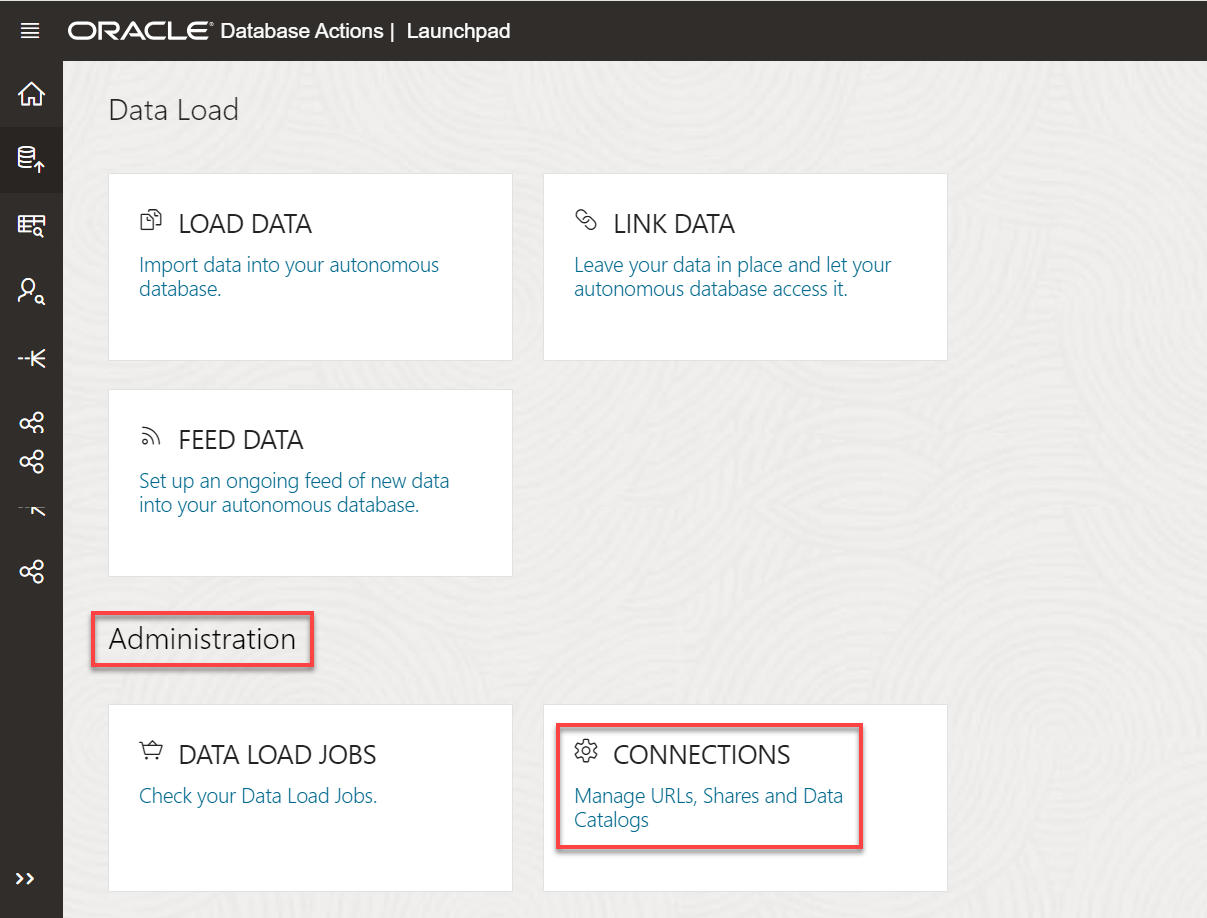 ORACLE Database Actions | Launchpad
Data Load
LOAD DATA
Import data into your autonomous
database.
LINK DATA
Leave your data in place and let your
autonomous database access it.
FEED DATA
Set up an ongoing feed of new data
into your autonomous database.
Administration
DATA LOAD JOBS
Check your Data Load Jobs.
CONNECTIONS
Manage URLs, Shares and Data
Catalogs